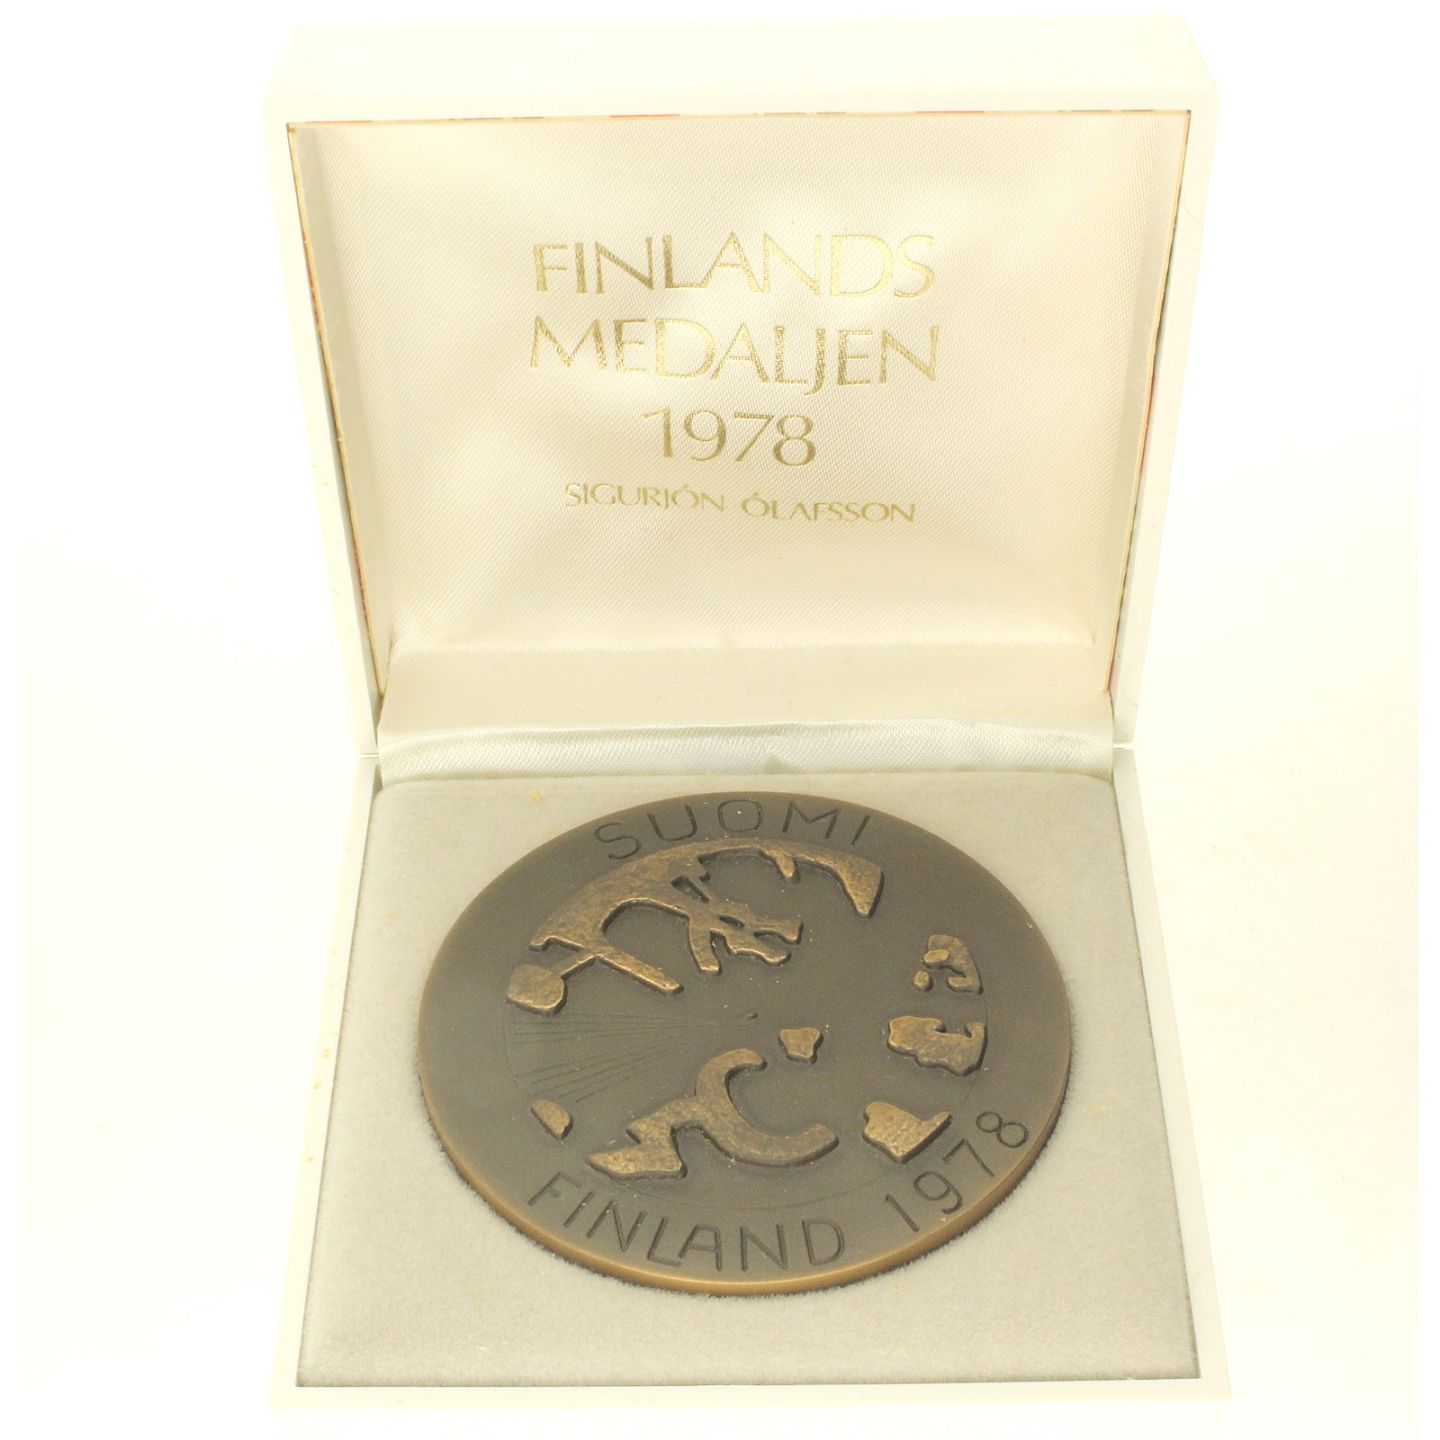 FINLANDS
MEDALJEN
1978
SIGURJÓN ÓLAFSSON
SUOMI
FINLAND 1978